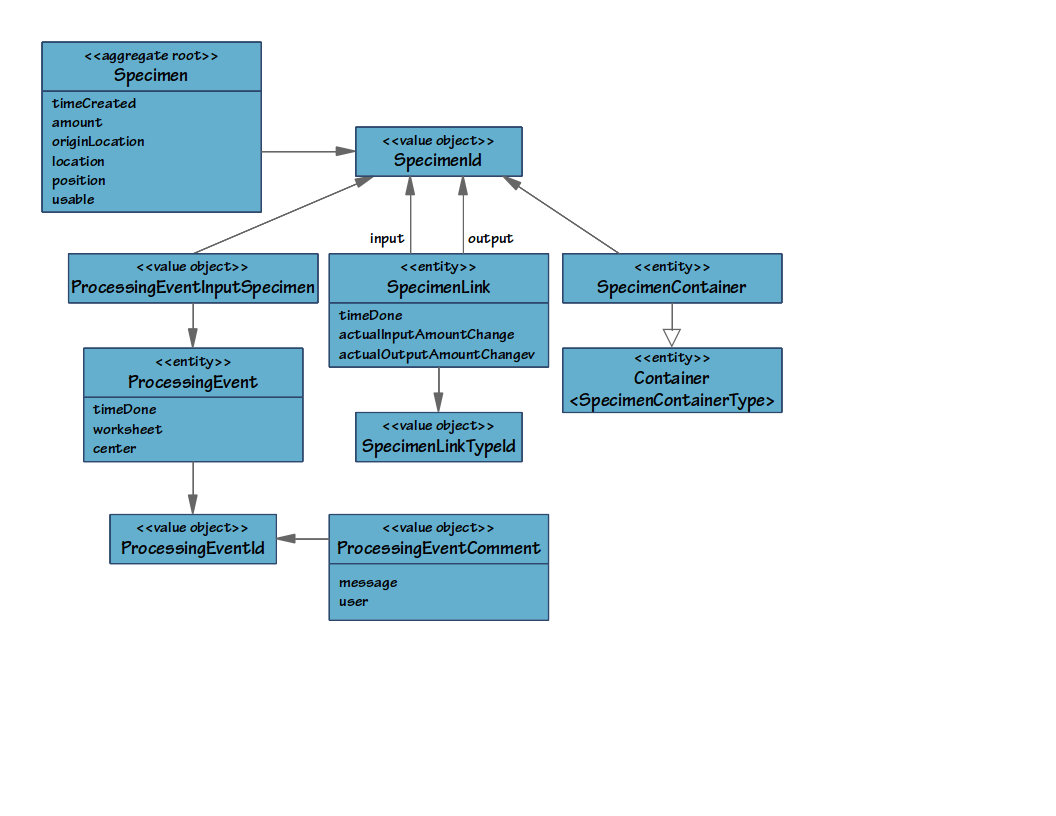 <<aggregate root>>
Specimen
timeCreated
amount
originLocation
location
position
usable
<<value object>>
SpecimenId
input
output
<<value object>>
ProcessingEventInputSpecimen
<<entity>>
SpecimenLink
timeDone
actualInputAmountChange
actualOutputAmountChangev
<<entity>>
SpecimenContainer
<<entity>>
ProcessingEvent
timeDone
worksheet
center
<<entity>>
Container
<SpecimenContainerType>
<<value object>>
SpecimenLinkTypeId
<<value object>>
ProcessingEventId
<<value object>>
ProcessingEventComment
message
user